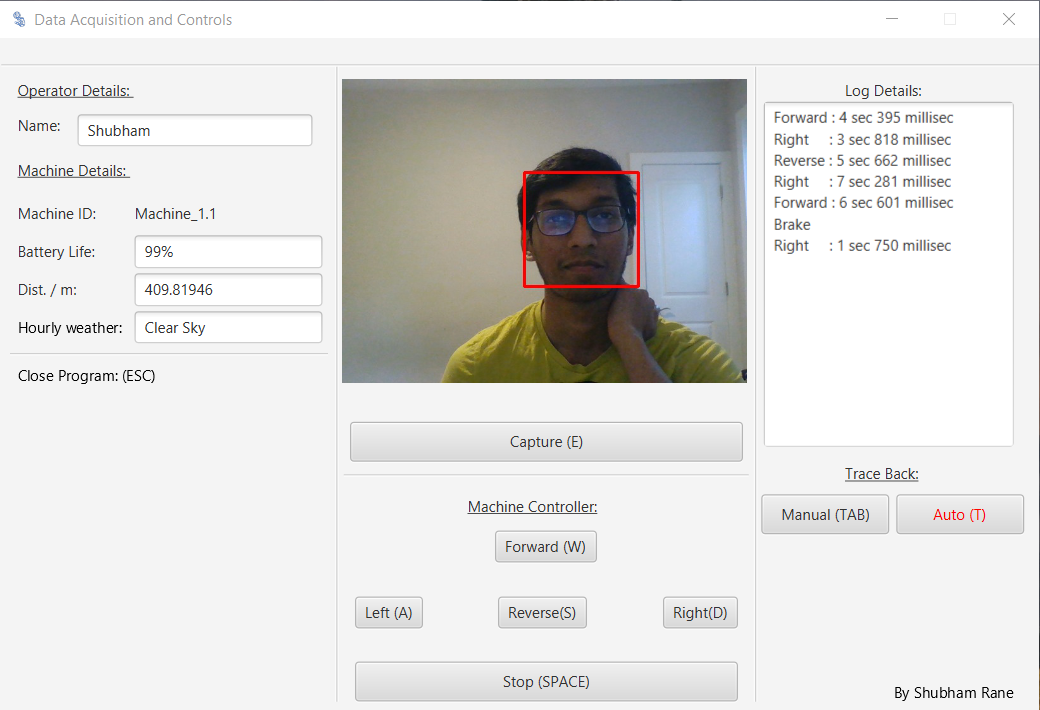 Data Acquisition and Controls
Operator Details:
Name: Shubham
Machine Details:
Machine ID: Machine_1.1
Battery Life: 99%
Dist. / m: 409.81946
Hourly weather: Clear Sky
Close Program: (ESC)
Capture (E)
Machine Controller:
Forward (W)
Left (A) Reverse(S) Right(D)
Stop (SPACE)
Log Details:
Forward : 4 sec 395 millisec
Right : 3 sec 818 millisec
Reverse : 5 sec 662 millisec
Right : 7 sec 281 millisec
Forward : 6 sec 601 millisec
Brake
Right : 1 sec 750 millisec
Trace Back:
Manual (TAB) Auto (T)
By Shubham Rane